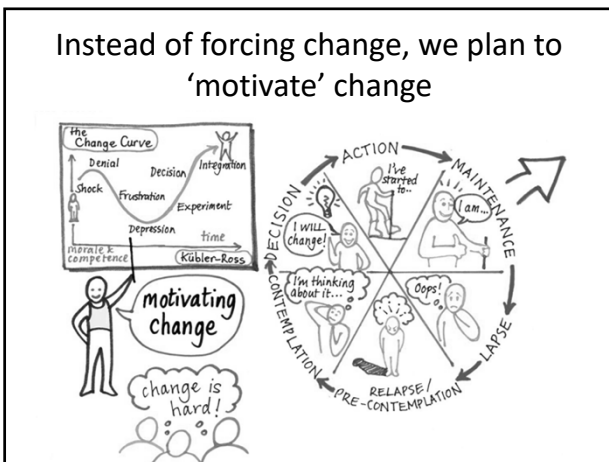 Instead of forcing change, we plan to
‘motivate’ change
the
Change Curve
Denial
Shock
Frustration
Depression
Experiment
Decision
Integration
time
morale &
competence
Kübler-Ross
motivating
change
change is
hard!
ACTION
I've
started
to..
MAINTENANCE
I am...
LAPSE
Oops!
RELAPSE/
PRE-CONTEMPLATION
CONTEMPLATION
I'm thinking
about it...
DECISION
I WILL
change!